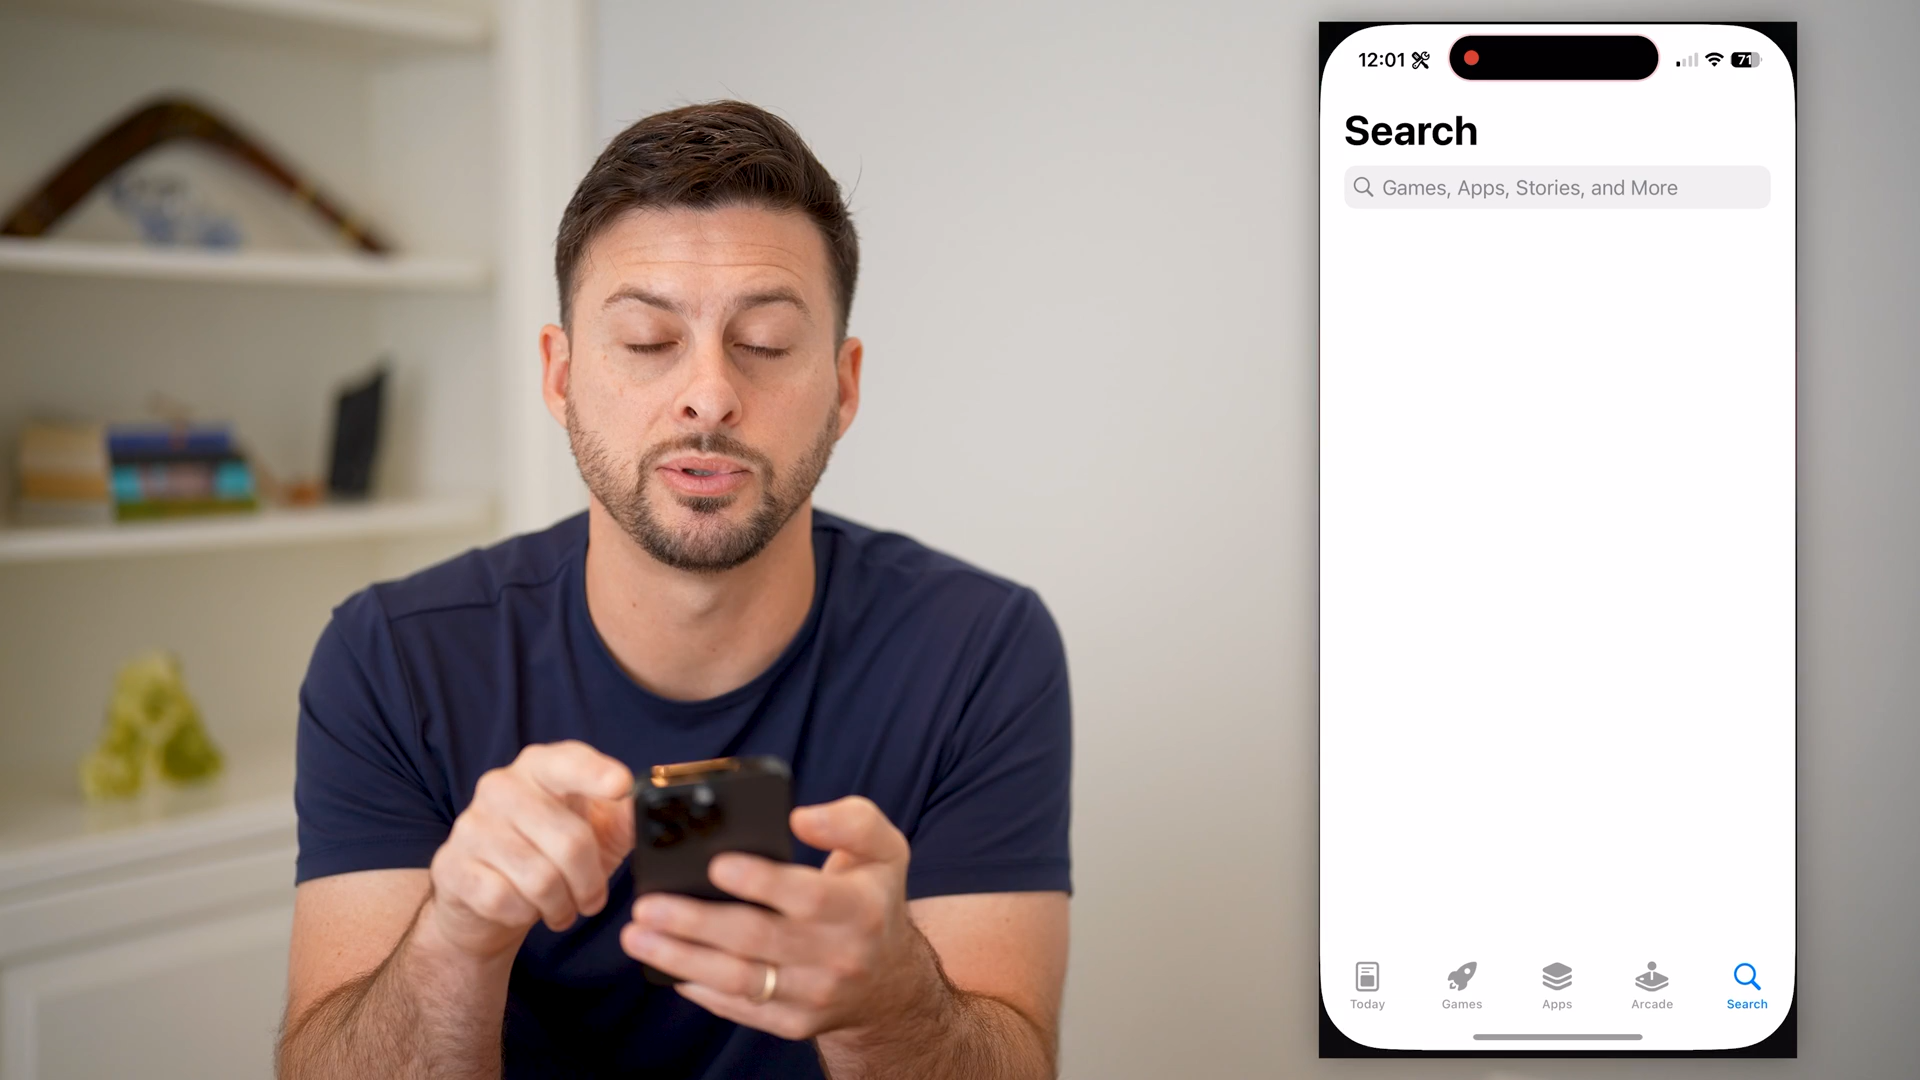 12:01
71
Search
Games, Apps, Stories, and More
Today
Games
Apps
Arcade
Search